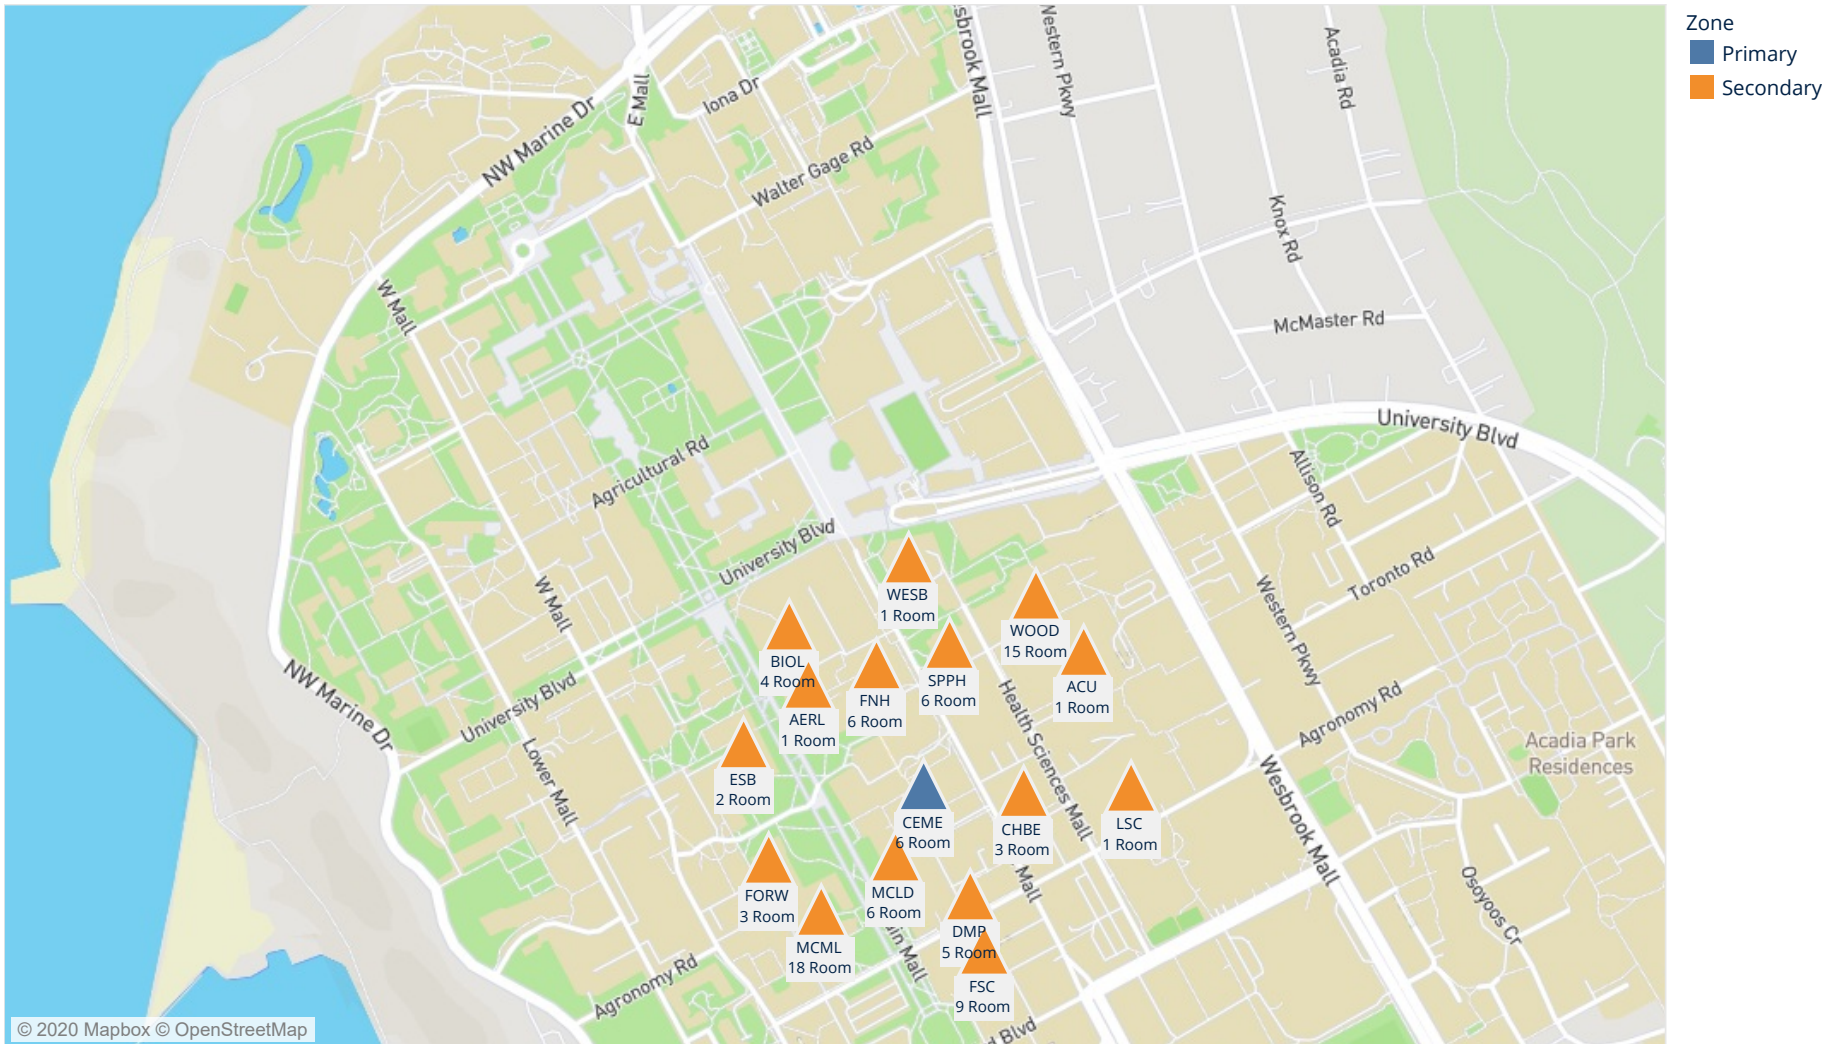 Zone
Primary
Secondary
sbrook Mall
Western Pkwy
Acadia Rd
E Mall
Iona Dr
NW Marine Dr
Walter Gage Rd
Knox Rd
W Mall
McMaster Rd
University Blvd
Agricultural Rd
Allison Rd
University Blvd
Toronto Rd
W Mall
Western Pkwy
WESB
1 Room
WOOD
15 Room
BIOL
4 Room
SPPH
6 Room
ACU
1 Room
FNH
6 Room
AERL
1 Room
NW Marine Dr
University Blvd
Health Sciences Mall
Agronomy Rd
Acadia Park
Residences
Lower Mall
ESB
2 Room
CEME
6 Room
CHBE
3 Room
LSC
1 Room
Wesbrook Mall
FORW
3 Room
MCLD
6 Room
Mall
Osoyoos Cr
MCML
18 Room
DMP
5 Room
ain Mall
FSC
9 Room
Agronomy Rd
d Blvd
© 2020 Mapbox © OpenStreetMap